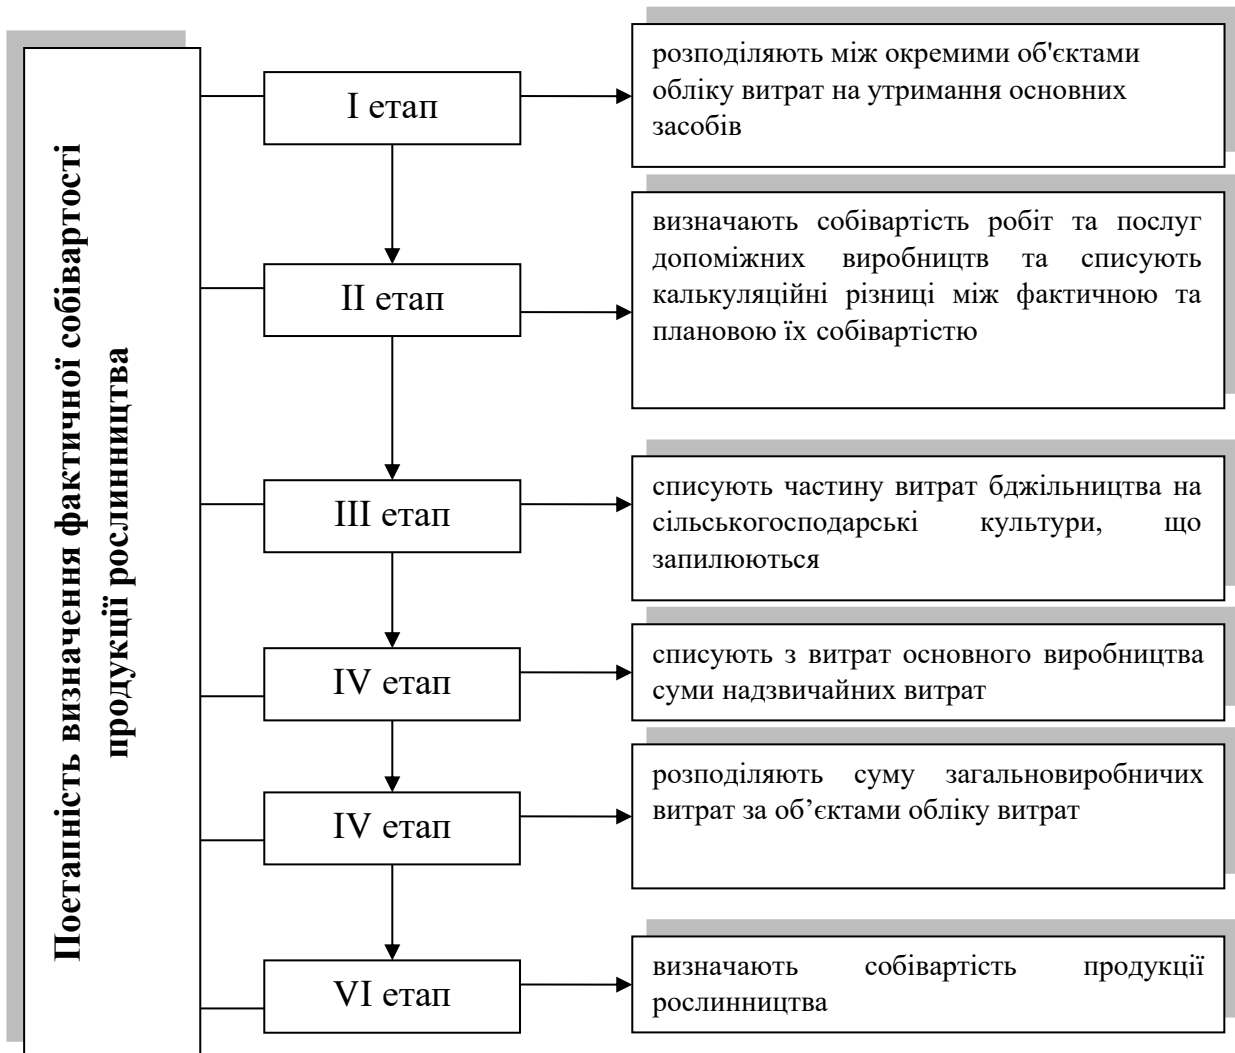 Поетапність визначення фактичної собівартості
продукції рослинництва
I етап
розподіляють між окремими об'єктами
обліку витрат на утримання основних
засобів
II етап
визначають собівартість робіт та послуг
допоміжних виробництв та списують
калькуляційні різниці між фактичною та
плановою їх собівартістю
III етап
списують частину витрат бджільництва на
сільськогосподарські культури, що
запилюються
IV етап
списують з витрат основного виробництва
суми надзвичайних витрат
IV етап
розподіляють суму загальновиробничих
витрат за об’єктами обліку витрат
VI етап
визначають собівартість продукції
рослинництва